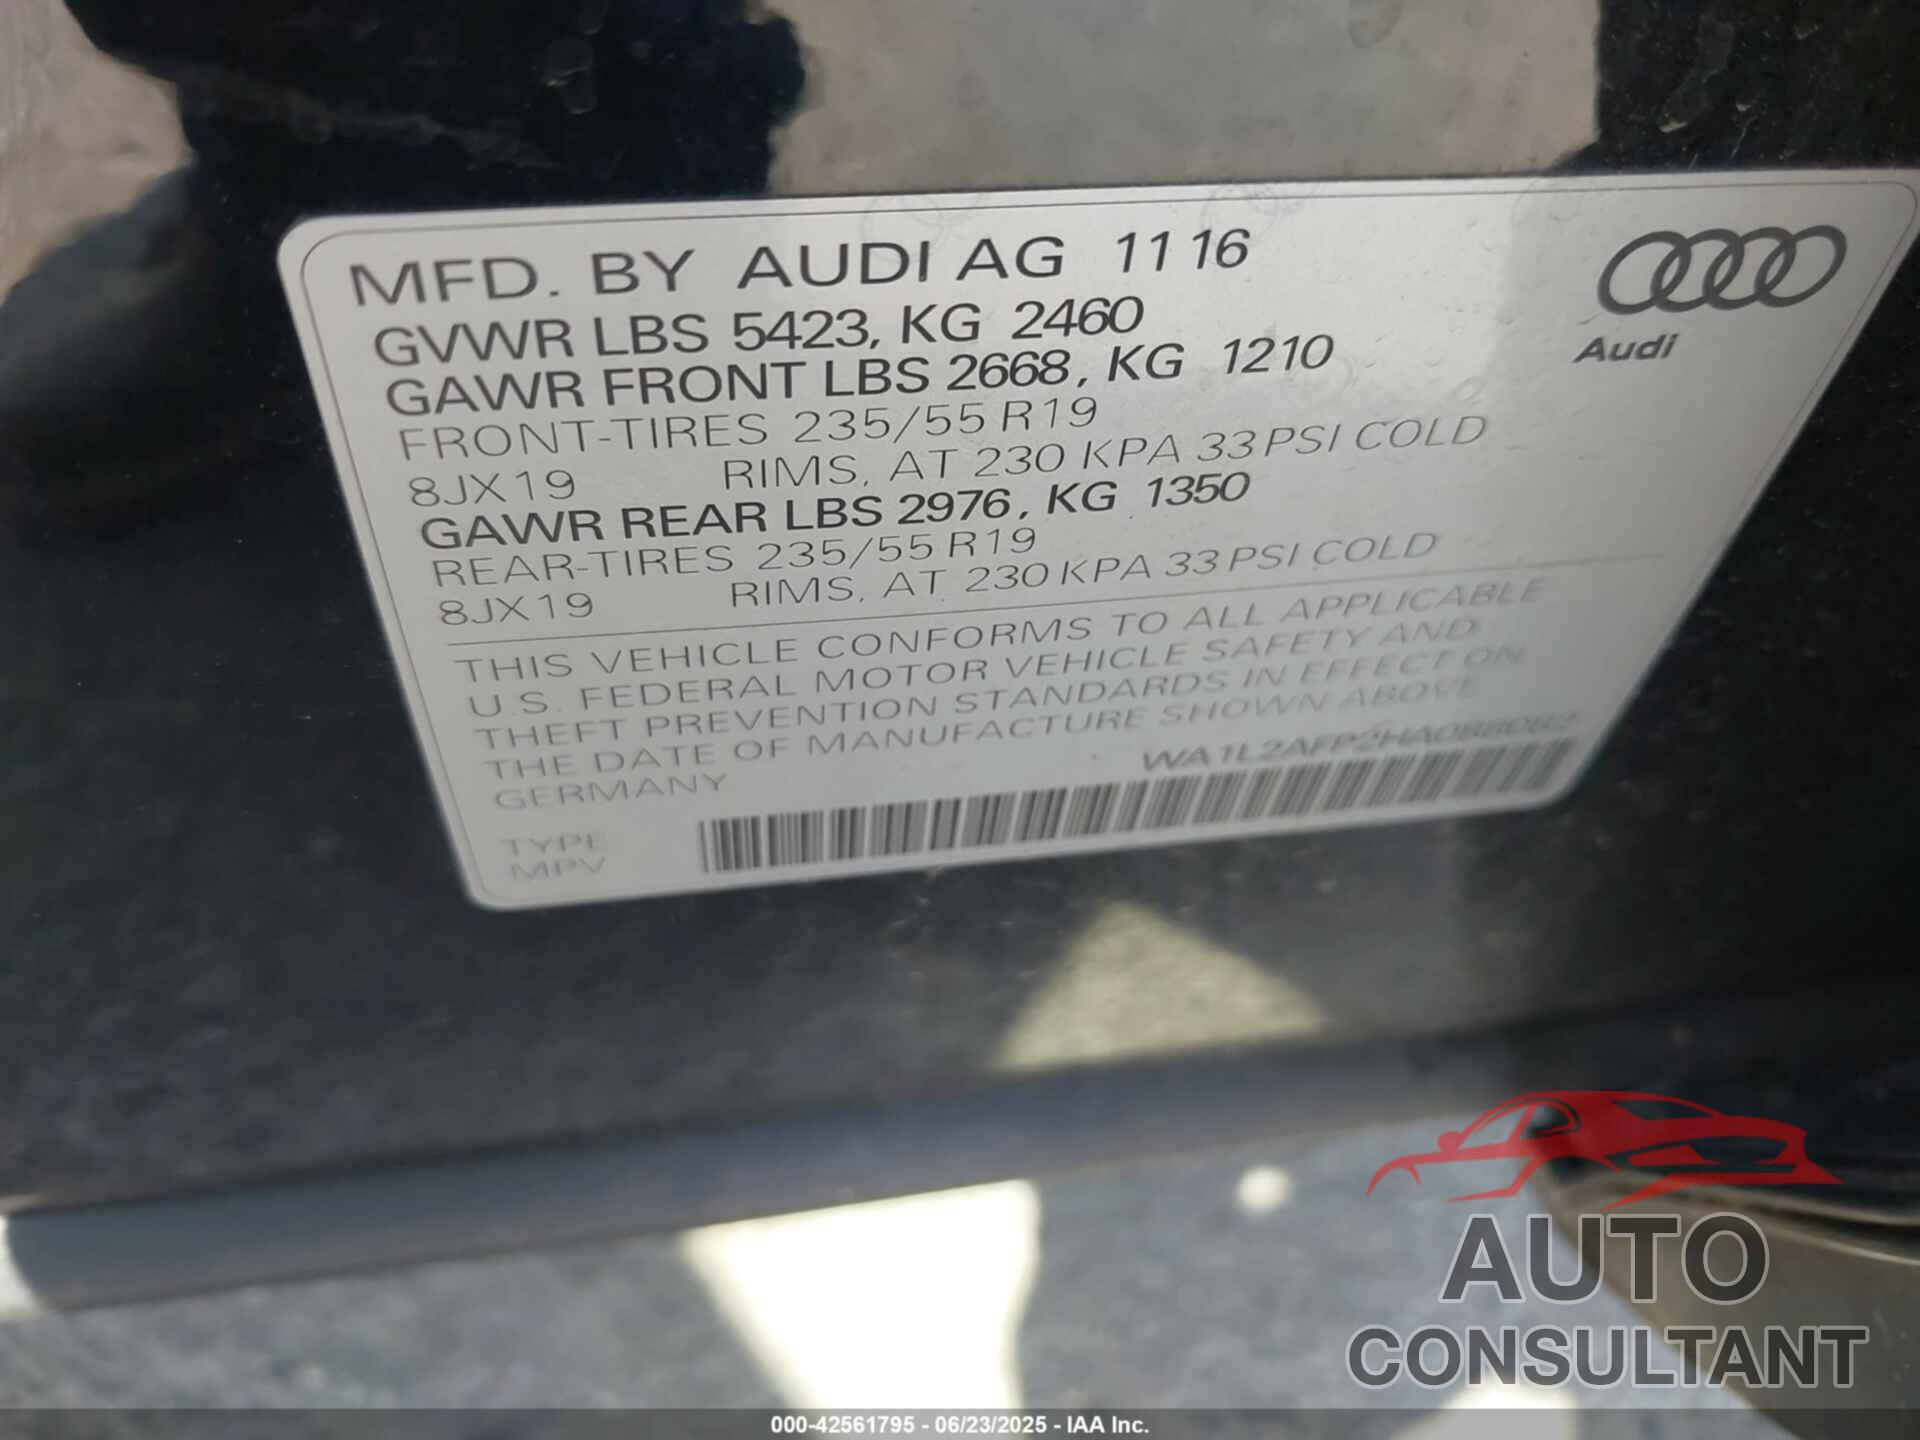 MFD. BY AUDI AG 11 16
GVWR LBS 5423, KG 2460
GAWR FRONT LBS 2668, KG 1210
FRONT-TIRES 235/55 R19
8JX19 RIMS, AT 230 KPA 33 PSI COLD
GAWR REAR LBS 2976, KG 1350
REAR-TIRES 235/55 R19
8JX19 RIMS, AT 230 KPA 33 PSI COLD
THIS VEHICLE CONFORMS TO ALL APPLICABLE
U.S. FEDERAL MOTOR VEHICLE SAFETY AND
THEFT PREVENTION STANDARDS IN EFFECT ON
THE DATE OF MANUFACTURE SHOWN ABOVE
GERMANY
TYPE
MPV
Audi
AUTO
CONSULTANT
000-42561795 - 06/23/2025 - IAA Inc.